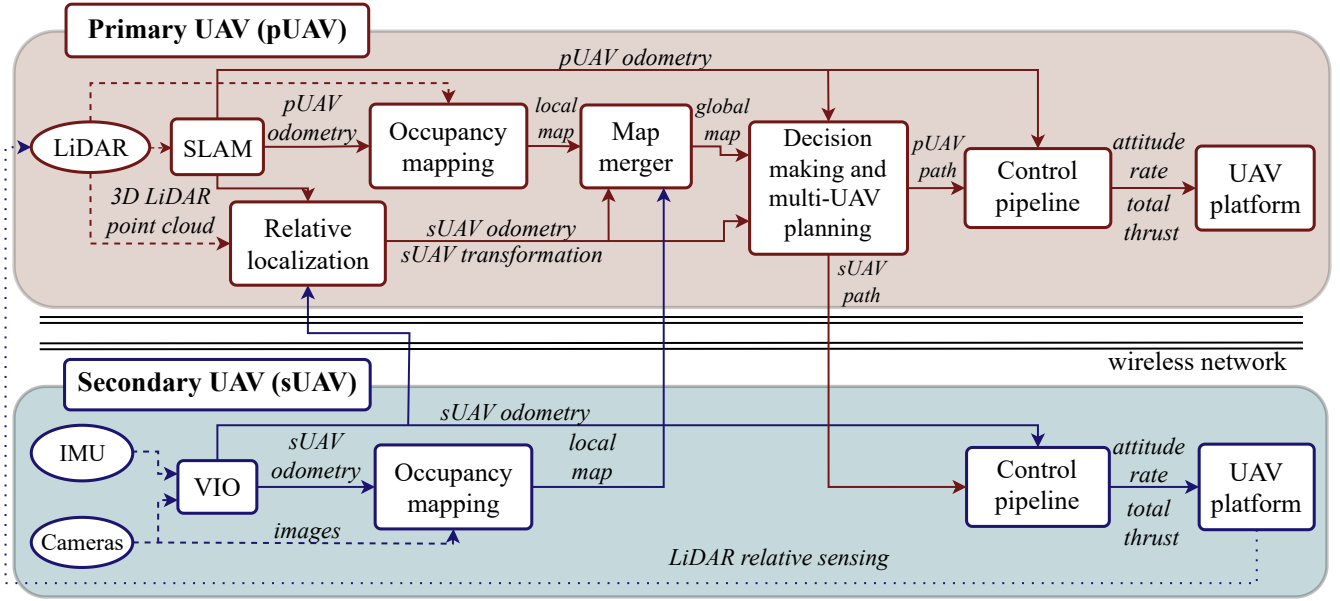 Primary UAV (pUAV)
pUAV odometry
LiDAR
SLAM
pUAV
odometry
Occupancy
mapping
local
map
Map
merger
global
map
Decision
making and
multi-UAV
planning
pUAV
path
Control
pipeline
attitude
rate
total
thrust
UAV
platform
3D LiDAR
point cloud
Relative
localization
sUAV odometry
sUAV transformation
sUAV
path
wireless network
Secondary UAV (sUAV)
sUAV odometry
IMU
VIO
sUAV
odometry
Occupancy
mapping
local
map
Control
pipeline
attitude
rate
total
thrust
UAV
platform
Cameras
images
LiDAR relative sensing